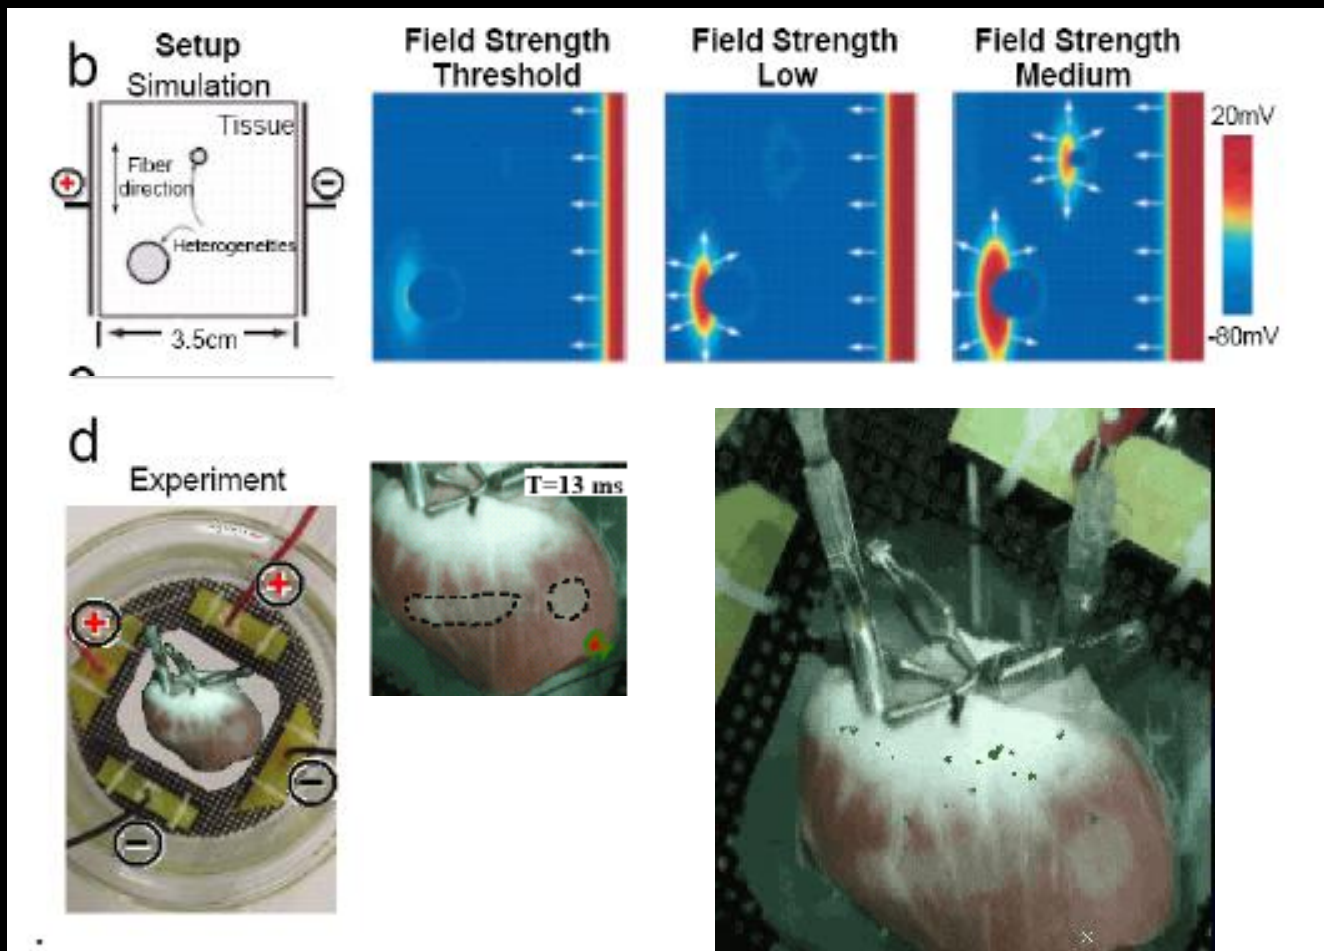 b
Setup
Simulation
Tissue
Fiber
direction
Heterogeneities
3.5cm
+
−
Field Strength
Threshold
Field Strength
Low
Field Strength
Medium
20mV
-80mV
d
Experiment
+
+
−
−
T=13 ms